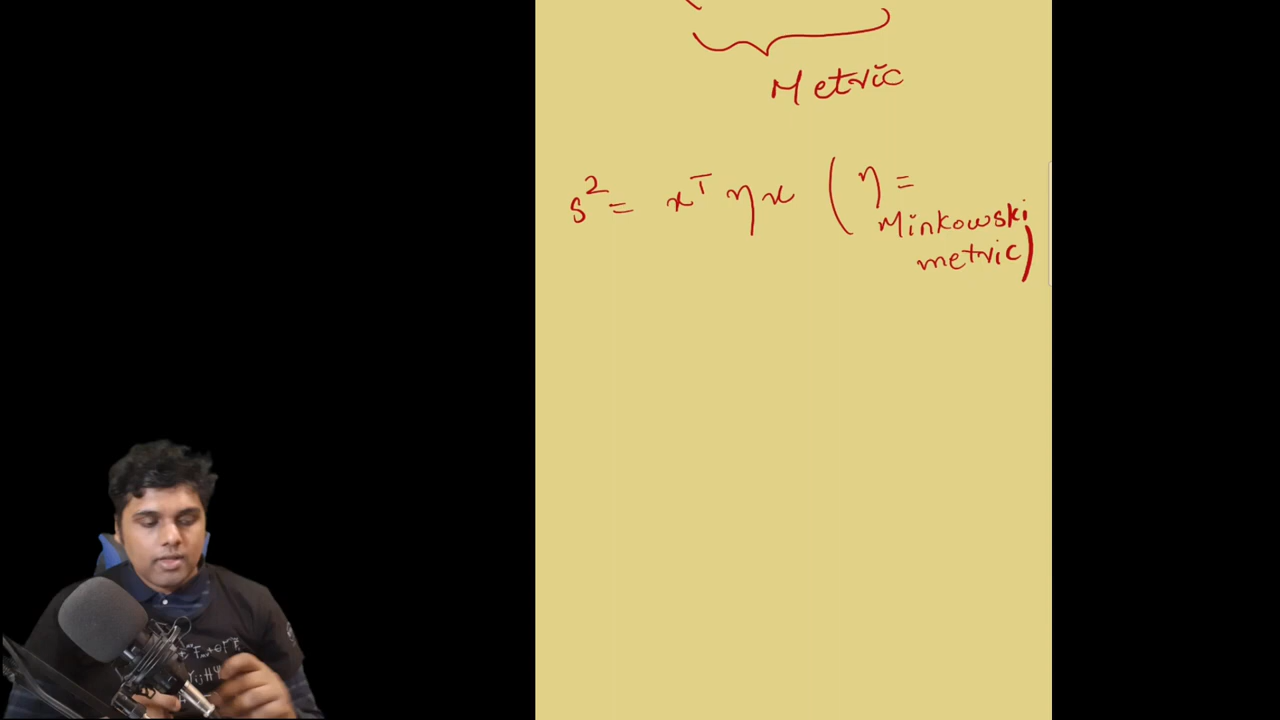 Metric
s² = xᵀ η x ( η =
Minkowski
metric)